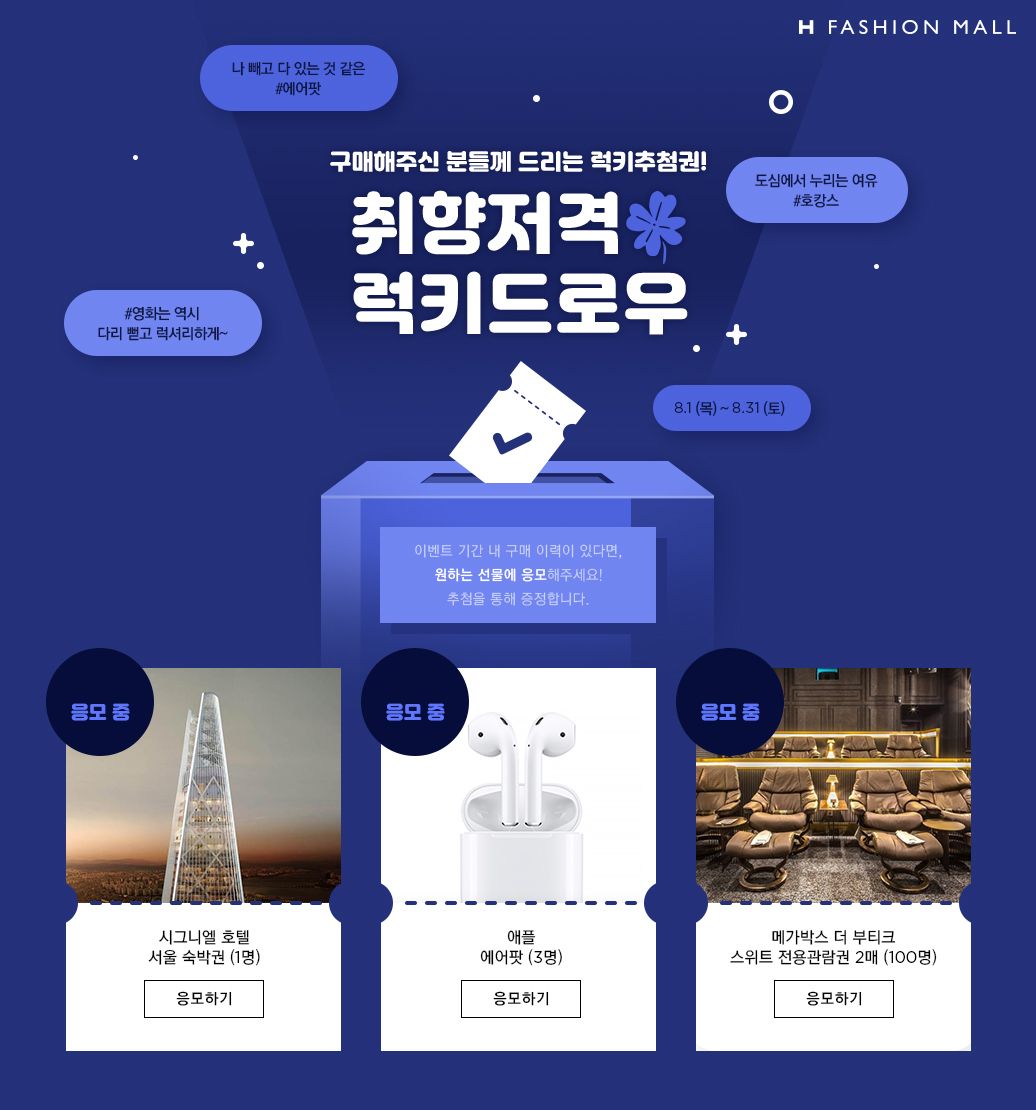 H FASHION MALL
나 빼고 다 있는 것 같은
#에어팟
구매해주신 분들께 드리는 럭키추첨권!
도심에서 누리는 여유
#호캉스
취향저격
럭키드로우
#영화는 역시
다리 뻗고 럭셔리하게~
8.1 (목) ~ 8.31 (토)
이벤트 기간 내 구매 이력이 있다면,
원하는 선물에 응모해주세요!
추첨을 통해 증정합니다.
응모 중
응모 중
응모 중
시그니엘 호텔
서울 숙박권 (1명)
응모하기
애플
에어팟 (3명)
응모하기
메가박스 더 부티크
스위트 전용관람권 2매 (100명)
응모하기